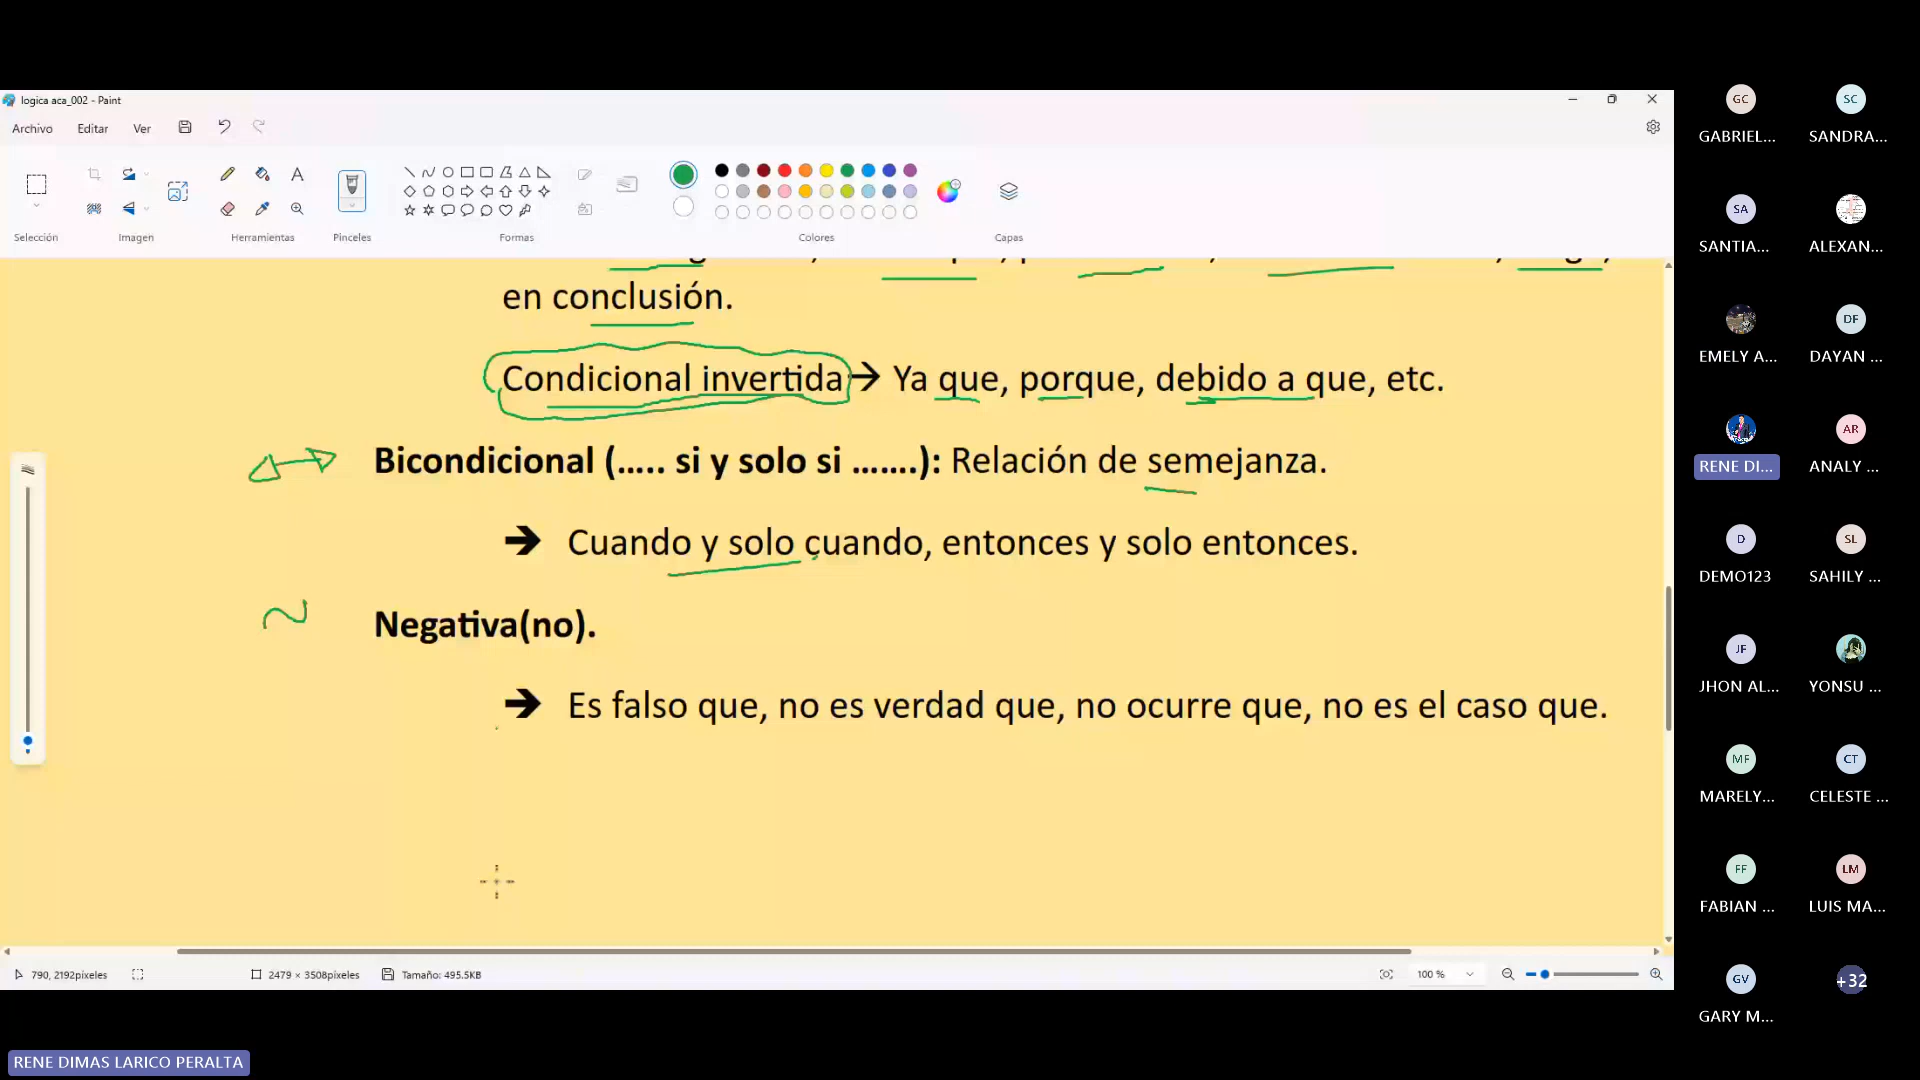 logica aca_002 - Paint
Archivo Editar Ver
Selección Imagen Herramientas Pinceles Formas Colores Capas
en conclusión.
Condicional invertida → Ya que, porque, debido a que, etc.
Bicondicional (..... si y solo si .......): Relación de semejanza.
→ Cuando y solo cuando, entonces y solo entonces.
~ Negativa(no).
→ Es falso que, no es verdad que, no ocurre que, no es el caso que.
790, 2192píxeles 2479 × 3508píxeles Tamaño: 495.5KB 100 %
RENE DIMAS LARICO PERALTA
GC SC
GABRIEL... SANDRA...
SA
SANTIA... ALEXAN...
DF
EMELY A... DAYAN ...
AR
RENE DI... ANALY ...
D SL
DEMO123 SAHILY ...
JF
JHON AL... YONSU ...
MF CT
MARELY... CELESTE ...
FF LM
FABIAN ... LUIS MA...
GV +32
GARY M...